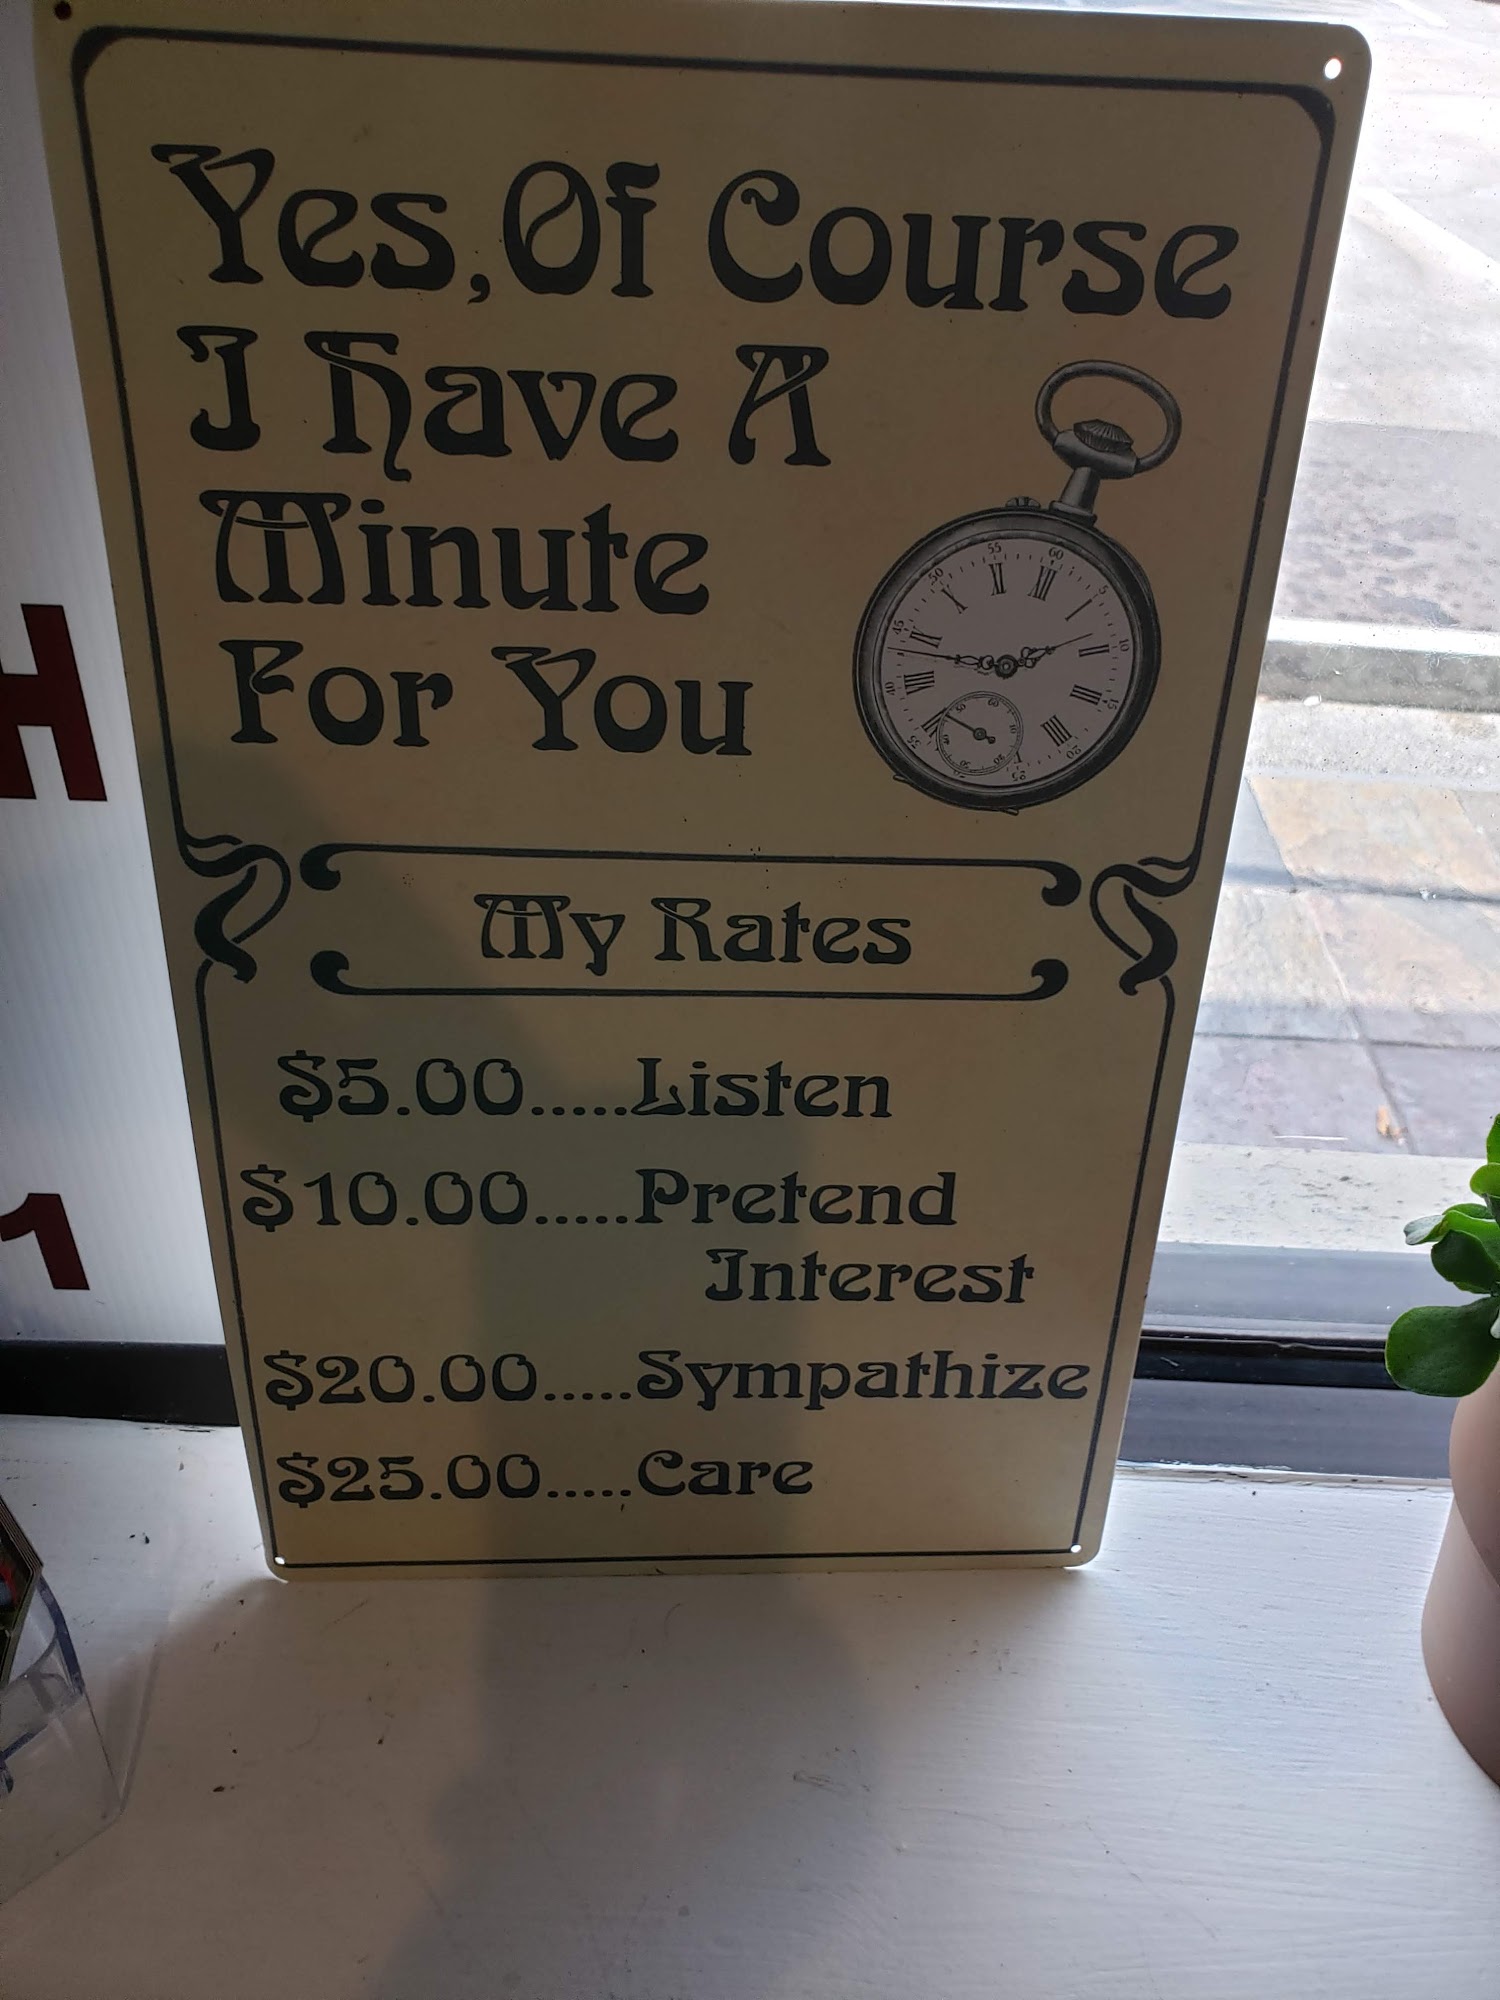 Yes, Of Course
I Have A
Minute
For You
My Rates
$5.00.....Listen
$10.00.....Pretend
Interest
$20.00.....Sympathize
$25.00.....Care
H
1